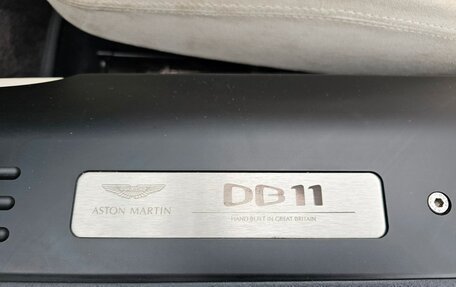 DB11
ASTON MARTIN
HAND BUILT IN GREAT BRITAIN